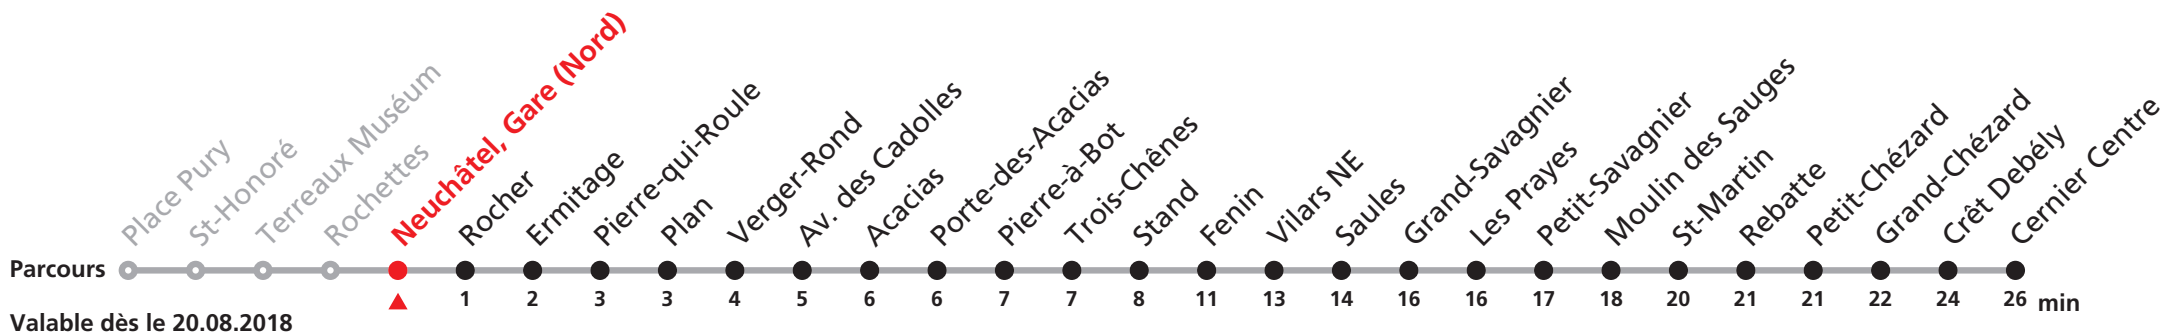 Place Pury
St-Honoré
Terreaux Muséum
Rochettes
Neuchâtel, Gare (Nord)
Rocher
Ermitage
Pierre-qui-Roule
Plan
Verger-Rond
Av. des Cadolles
Acacias
Porte-des-Acacias
Pierre-à-Bot
Trois-Chênes
Stand
Fenin
Vilars NE
Saules
Grand-Savagnier
Les Prayes
Petit-Savagnier
Moulin des Sauges
St-Martin
Rebatte
Petit-Chézard
Grand-Chézard
Crêt Debély
Cernier Centre
Parcours
1 2 3 3 4 5 6 6 7 7 8 11 13 14 16 16 17 18 20 21 21 22 24 26 min
Valable dès le 20.08.2018